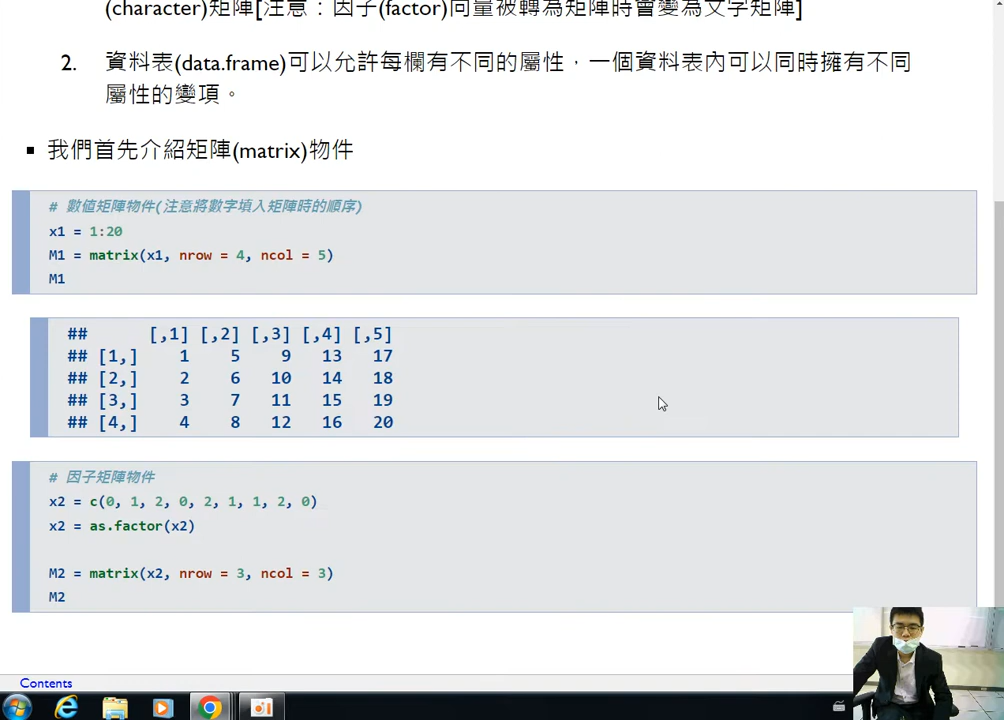 (character)矩陣[注意：因子(factor)向量被轉為矩陣時會變為文字矩陣]
2. 資料表(data.frame)可以允許每欄有不同的屬性，一個資料表內可以同時擁有不同
屬性的變項。
▪ 我們首先介紹矩陣(matrix)物件
# 數值矩陣物件(注意將數字填入矩陣時的順序)
x1 = 1:20
M1 = matrix(x1, nrow = 4, ncol = 5)
M1
##      [,1] [,2] [,3] [,4] [,5]
## [1,]    1    5    9   13   17
## [2,]    2    6   10   14   18
## [3,]    3    7   11   15   19
## [4,]    4    8   12   16   20
# 因子矩陣物件
x2 = c(0, 1, 2, 0, 2, 1, 1, 2, 0)
x2 = as.factor(x2)
M2 = matrix(x2, nrow = 3, ncol = 3)
M2
Contents